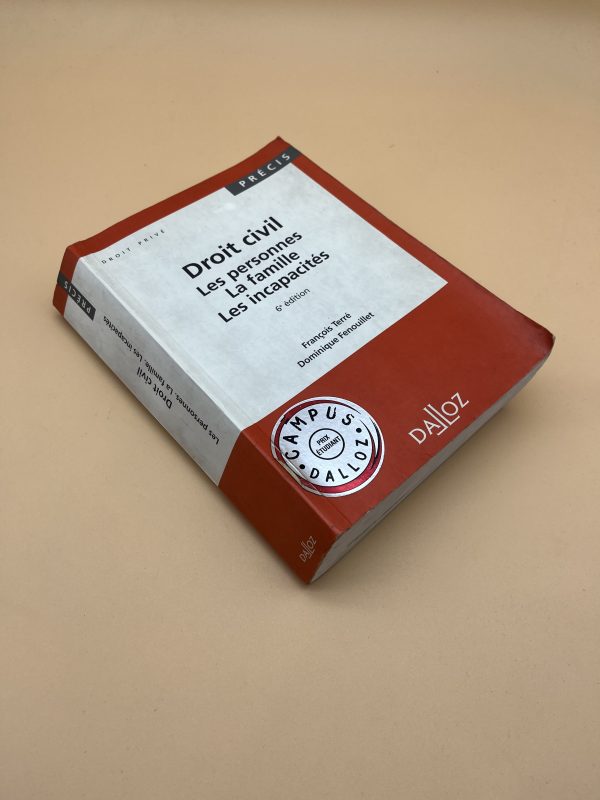 PRÉCIS
DROIT PRIVÉ
Droit civil
Les personnes
La famille
Les incapacités
6e édition
François Terré
Dominique Fenouillet
CAMPUS
PRIX
ÉTUDIANT
DALLOZ
DALLOZ
PRÉCIS
Droit civil
Les personnes, La famille, Les incapacités
DALLOZ